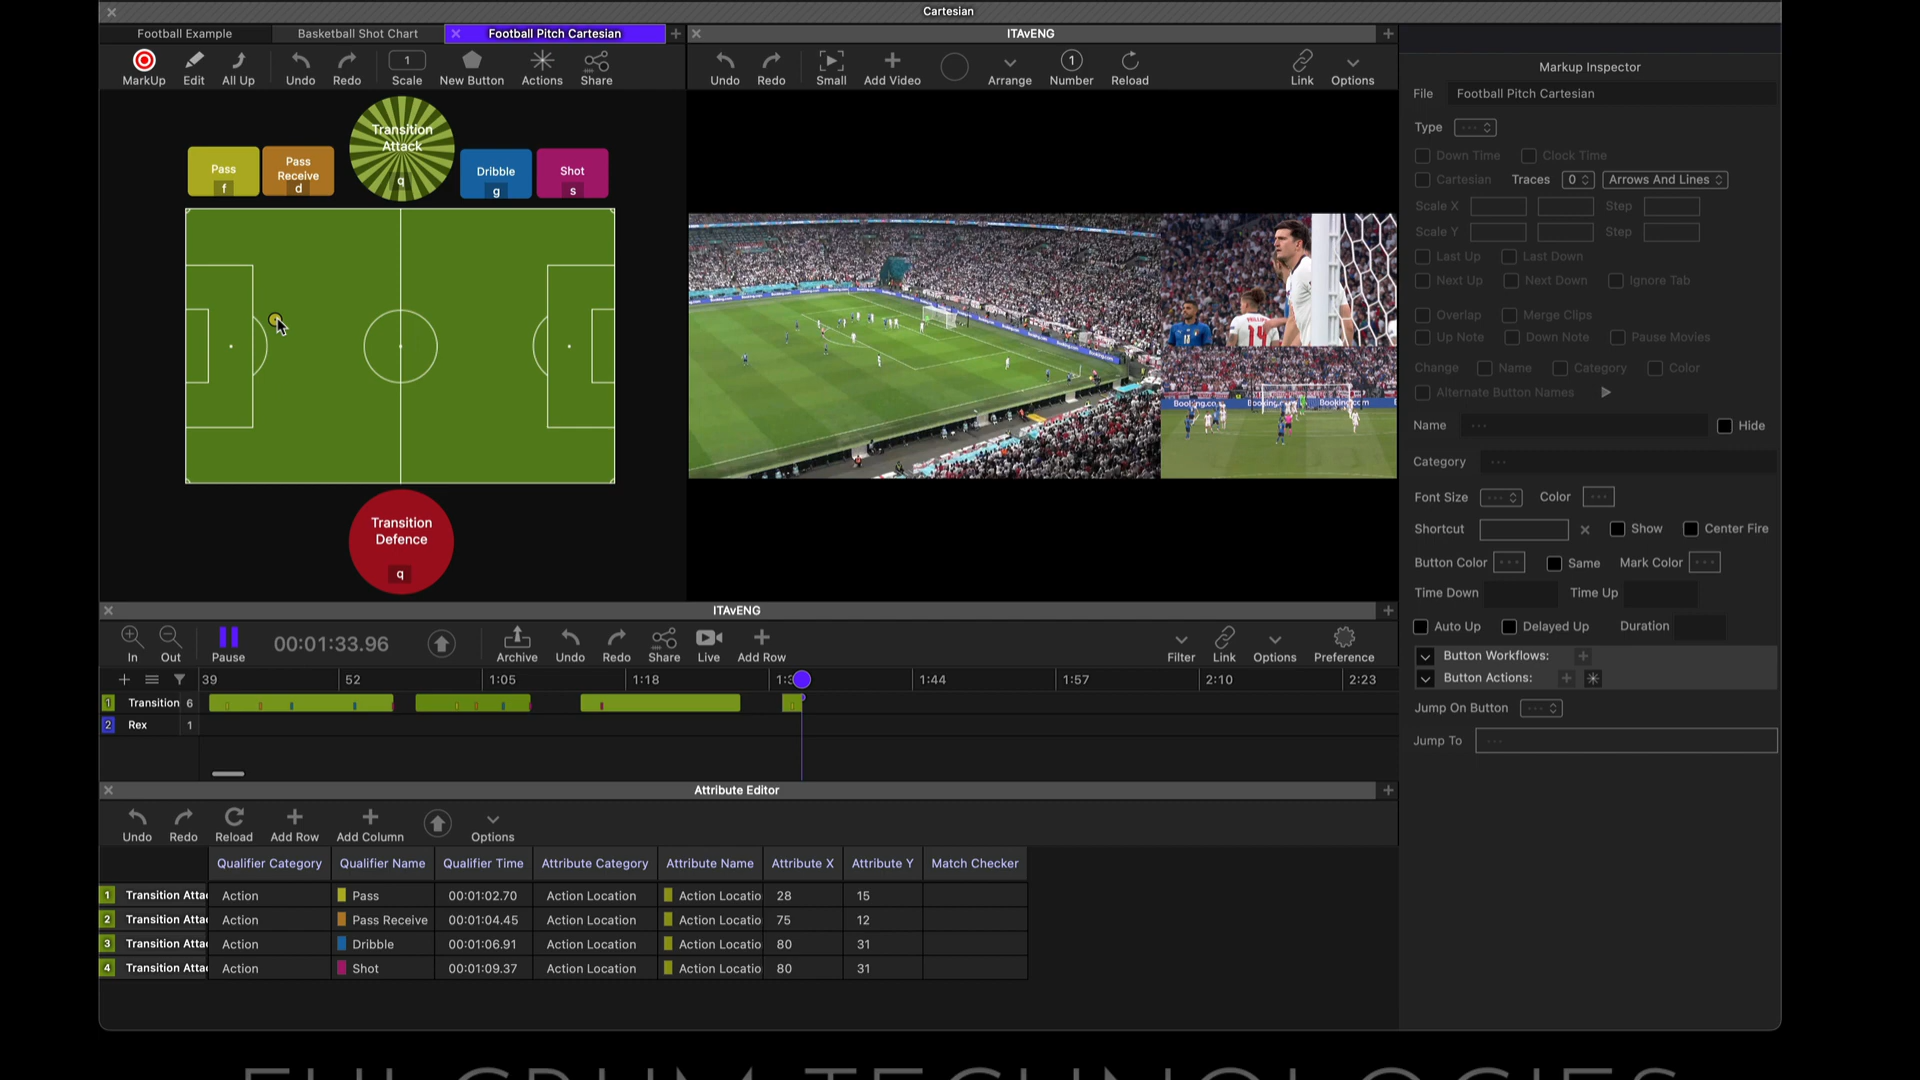 Cartesian
Football Example
Basketball Shot Chart
Football Pitch Cartesian
ITAvENG
MarkUp
Edit
All Up
Undo
Redo
1
Scale
New Button
Actions
Share
Undo
Redo
Small
Add Video
Arrange
1
Number
Reload
Link
Options
Transition
Attack
q
Pass
f
Pass
Receive
d
Dribble
g
Shot
s
Transition
Defence
q
Booking.com
Markup Inspector
File
Football Pitch Cartesian
Type
Down Time
Clock Time
Cartesian
Traces
0
Arrows And Lines
Scale X
Step
Scale Y
Step
Last Up
Last Down
Next Up
Next Down
Ignore Tab
Overlap
Merge Clips
Up Note
Down Note
Pause Movies
Change
Name
Category
Color
Alternate Button Names
Name
Hide
Category
Font Size
Color
Shortcut
Show
Center Fire
Button Color
Same
Mark Color
Time Down
Time Up
Auto Up
Delayed Up
Duration
Button Workflows:
Button Actions:
Jump On Button
Jump To
ITAvENG
In
Out
Pause
00:01:33.96
Archive
Undo
Redo
Share
Live
Add Row
Filter
Link
Options
Preference
39
52
1:05
1:18
1:44
1:57
2:10
2:23
1 Transition 6
2 Rex 1
Attribute Editor
Undo
Redo
Reload
Add Row
Add Column
Options
Qualifier Category Qualifier Name Qualifier Time Attribute Category Attribute Name Attribute X Attribute Y Match Checker
1 Transition Atta Action Pass 00:01:02.70 Action Location Action Locatio 28 15
2 Transition Atta Action Pass Receive 00:01:04.45 Action Location Action Locatio 75 12
3 Transition Atta Action Dribble 00:01:06.91 Action Location Action Locatio 80 31
4 Transition Atta Action Shot 00:01:09.37 Action Location Action Locatio 80 31
FULCRUM TECHNOLOGIES